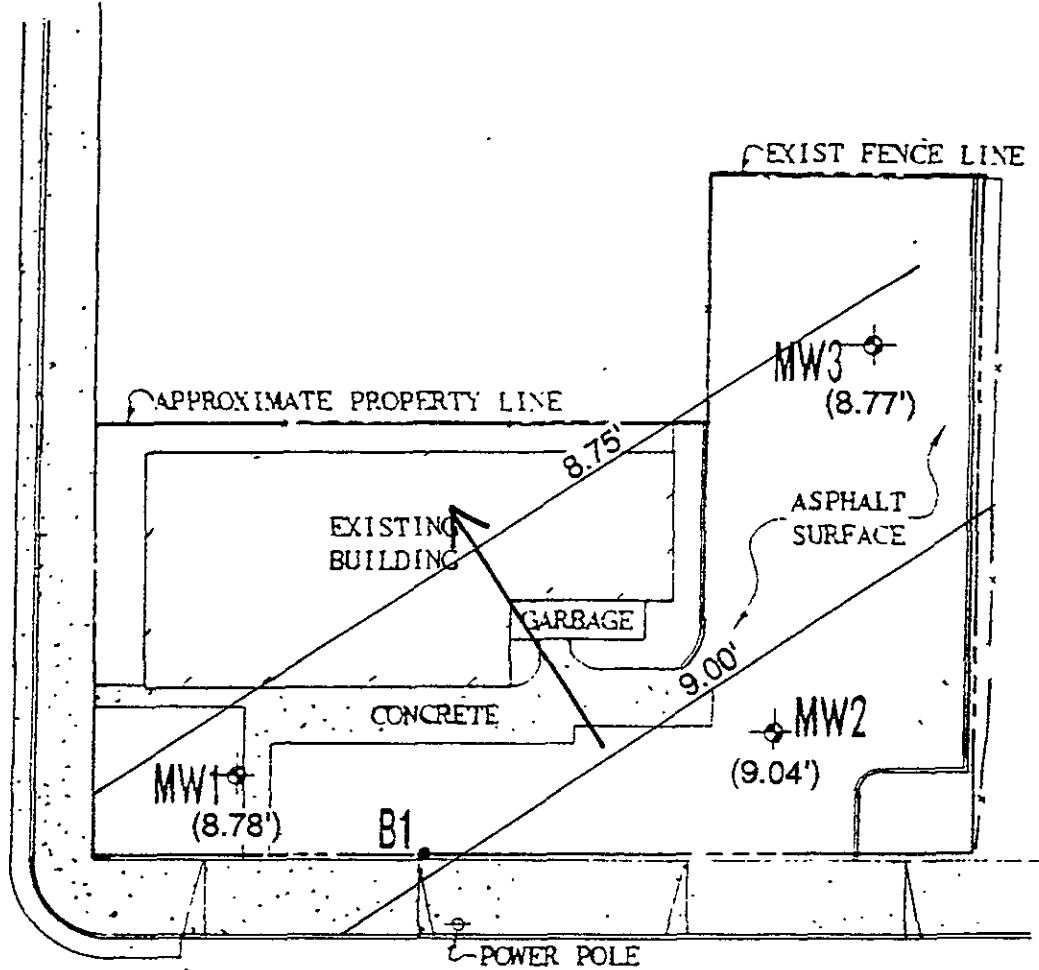 EXIST FENCE LINE
MW3
(8.77')
APPROXIMATE PROPERTY LINE
8.75'
ASPHALT
SURFACE
EXISTING
BUILDING
GARBAGE
9.00'
CONCRETE
MW2
(9.04')
MW1
(8.78')
B1
POWER POLE